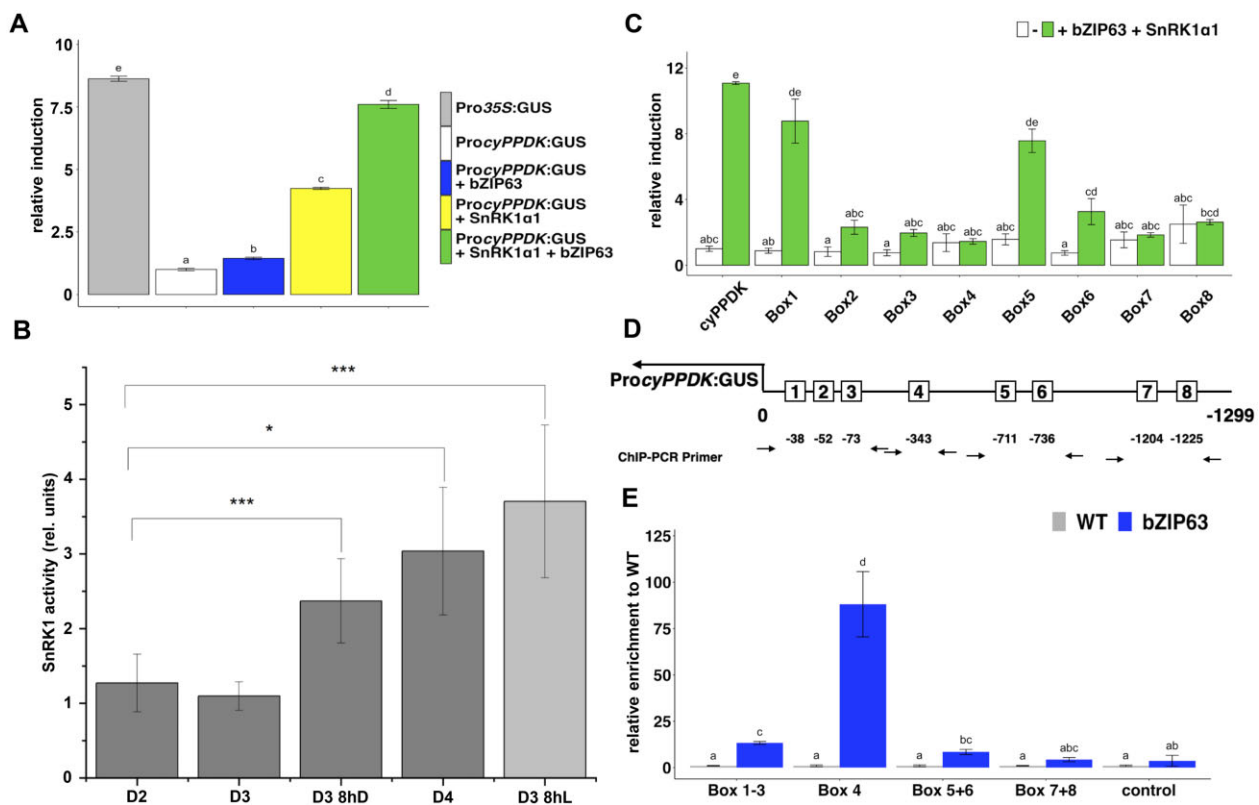 A
relative induction
10
7.5
5
2.5
0
e
a
b
c
d
Pro35S:GUS
ProcyPPDK:GUS
ProcyPPDK:GUS
+ bZIP63
ProcyPPDK:GUS
+ SnRK1α1
ProcyPPDK:GUS
+ SnRK1α1 + bZIP63
B
SnRK1 activity (rel. units)
5
4
3
2
1
0
***
*
***
D2 D3 D3 8hD D4 D3 8hL
C
- + bZIP63 + SnRK1α1
relative induction
12
8
4
0
abc e ab de a abc a abc abc abc abc de a cd abc abc abc bcd
cyPPDK Box1 Box2 Box3 Box4 Box5 Box6 Box7 Box8
D
ProcyPPDK:GUS
1 2 3 4 5 6 7 8
0 -1299
-38 -52 -73 -343 -711 -736 -1204 -1225
ChIP-PCR Primer
E
WT bZIP63
relative enrichment to WT
125
100
75
50
25
0
a c a d a bc a abc a ab
Box 1-3 Box 4 Box 5+6 Box 7+8 control